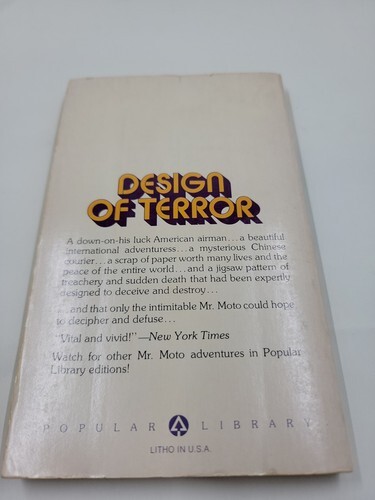 DESIGN
OF TERROR
A down-on-his luck American airman...a beautiful
international adventuress...a mysterious Chinese
courier...a scrap of paper worth many lives and the
peace of the entire world...and a jigsaw pattern of
treachery and sudden death that had been expertly
designed to deceive and destroy...
...and that only the intimitable Mr. Moto could hope
to decipher and defuse...
"Vital and vivid!"—New York Times
Watch for other Mr. Moto adventures in Popular
Library editions!
POPULAR LIBRARY
LITHO IN U.S.A.